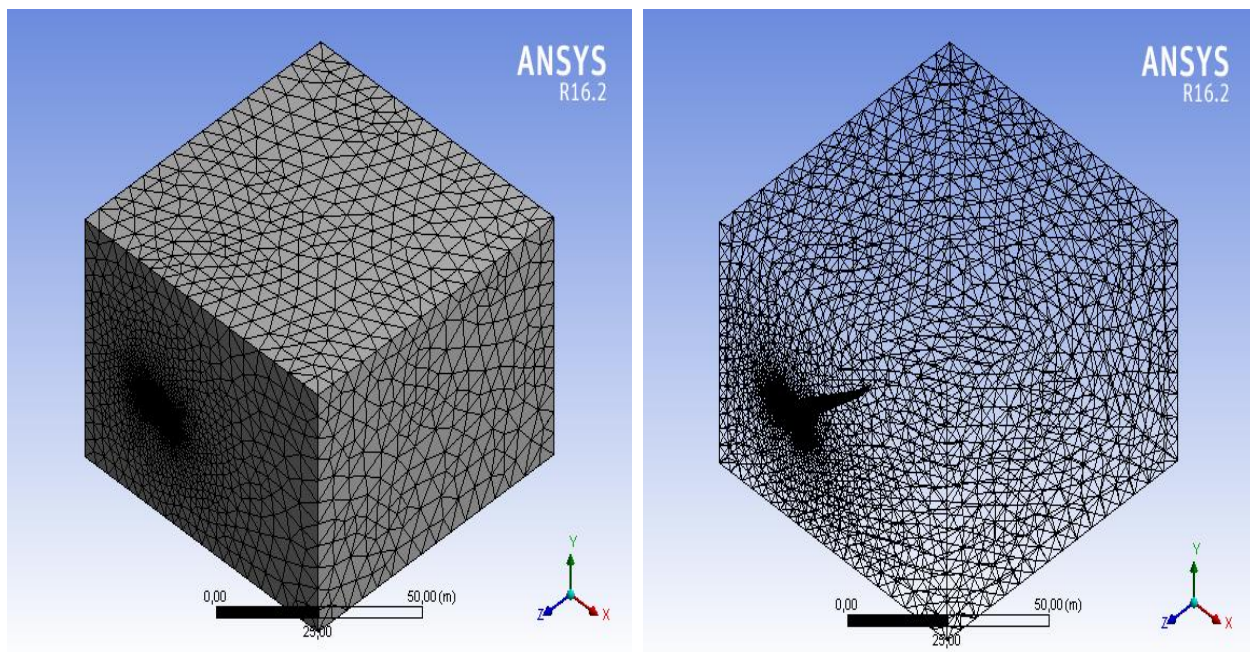 ANSYS
R16.2
Y
Z
X
0,00
50,00 (m)
25,00
ANSYS
R16.2
Y
Z
X
0,00
50,00 (m)
25,00